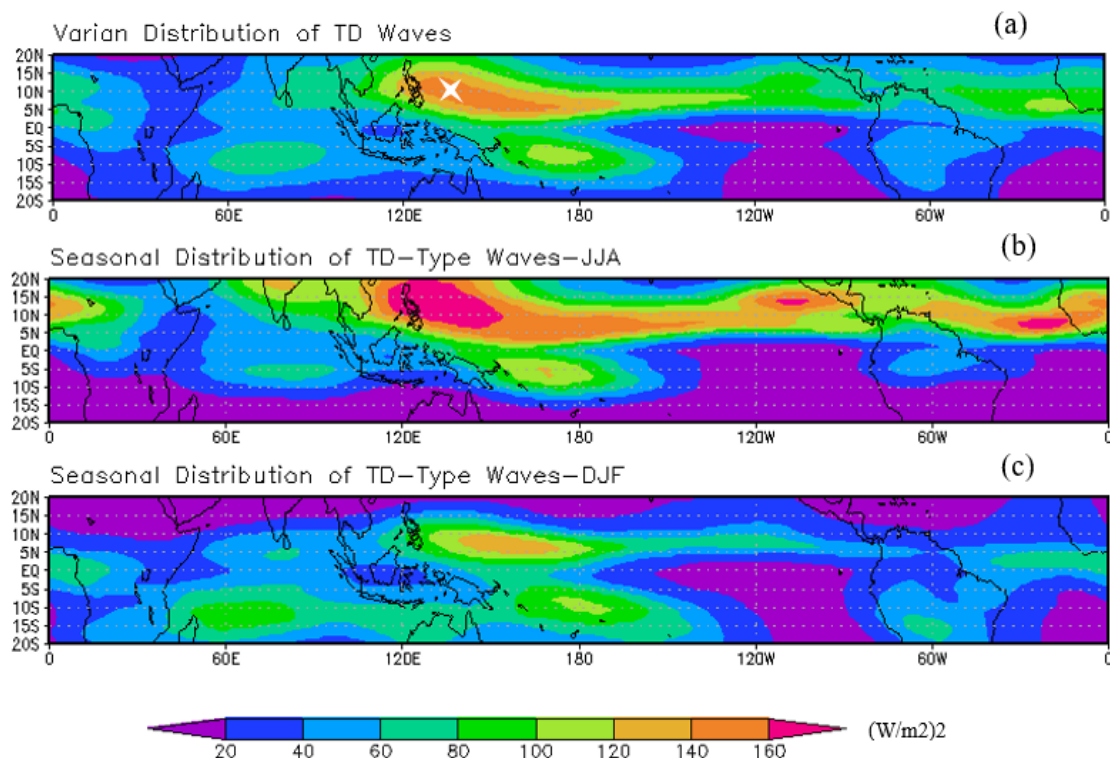 (a)
Varian Distribution of TD Waves
20N
15N
10N
5N
EQ
5S
10S
15S
20S
0 60E 120E 180 120W 60W 0
(b)
Seasonal Distribution of TD-Type Waves-JJA
20N
15N
10N
5N
EQ
5S
10S
15S
20S
0 60E 120E 180 120W 60W 0
(c)
Seasonal Distribution of TD-Type Waves-DJF
20N
15N
10N
5N
EQ
5S
10S
15S
20S
0 60E 120E 180 120W 60W 0
(W/m2)2
20 40 60 80 100 120 140 160